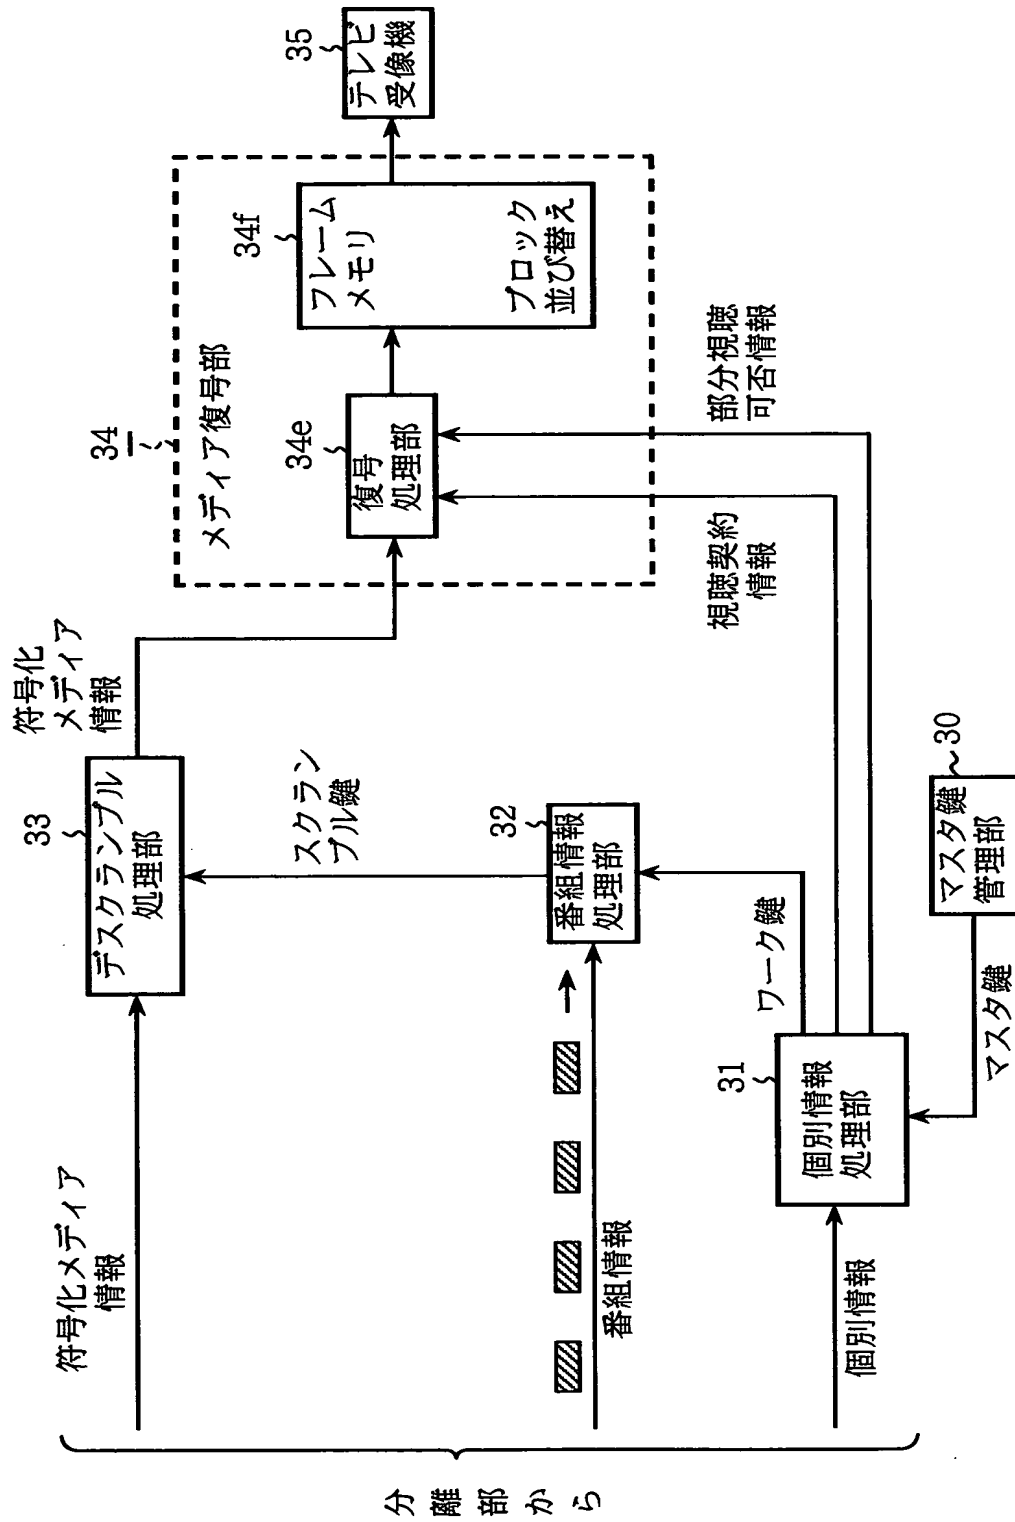 分離部から
符号化メディア
情報
番組情報
個別情報
33
デスクランブル
処理部
符号化
メディア
情報
スクラン
ブル鍵
32
番組情報
処理部
31
個別情報
処理部
ワーク鍵
マスタ鍵
30
マスタ鍵
管理部
視聴契約
情報
部分視聴
可否情報
34
メディア復号部
34e
復号
処理部
34f
フレーム
メモリ
ブロック
並び替え
35
テレビ
受像機